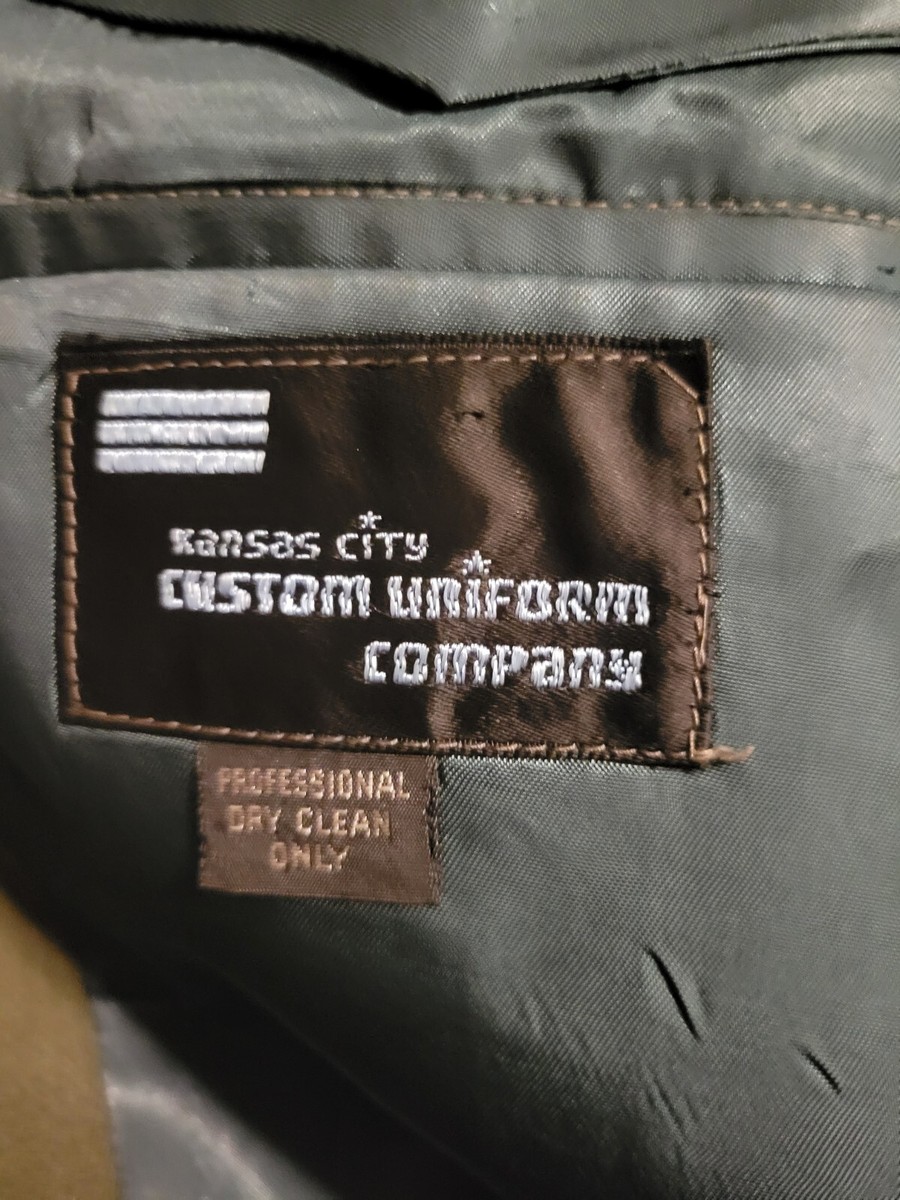 Kansas City
CUSTOM UNIFORM
COMPANY
PROFESSIONAL
DRY CLEAN
ONLY